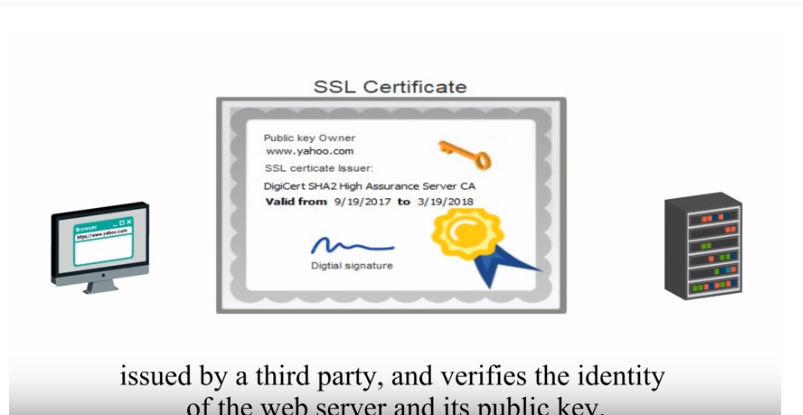 SSL Certificate
Public key Owner
www.yahoo.com
SSL certicate Issuer:
DigiCert SHA2 High Assurance Server CA
Valid from 9/19/2017 to 3/19/2018
Digtial signature
Browser
https://www.yahoo.com
issued by a third party, and verifies the identity
of the web server and its public key.